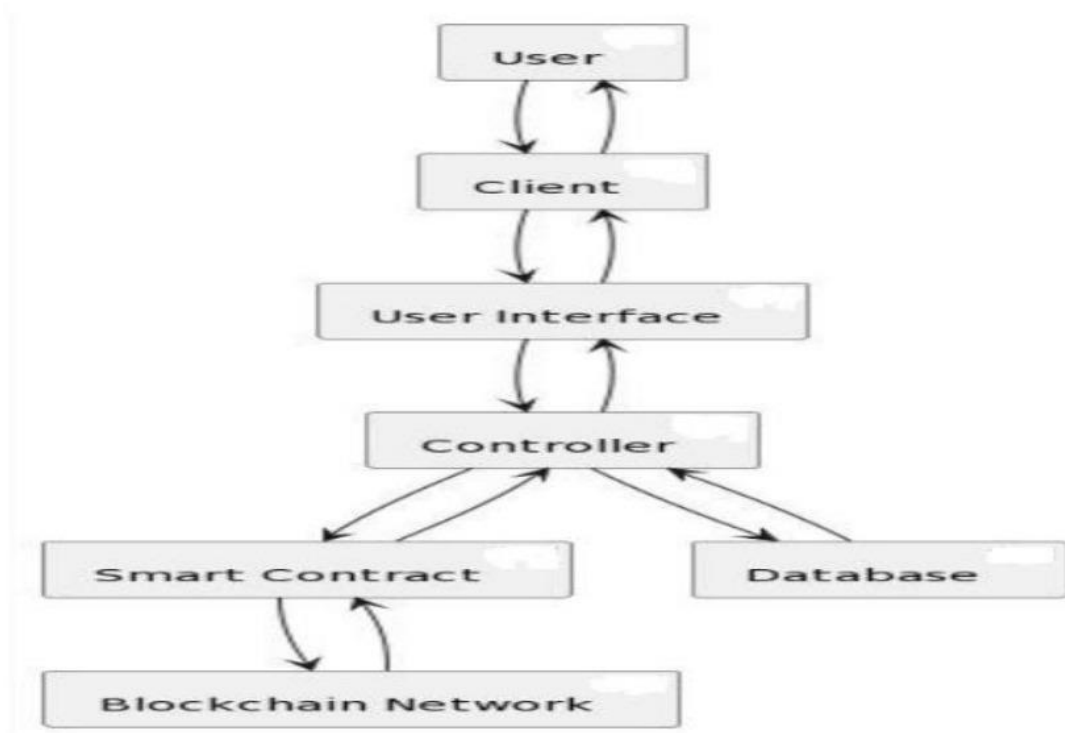 User
Client
User Interface
Controller
Smart Contract
Database
Blockchain Network